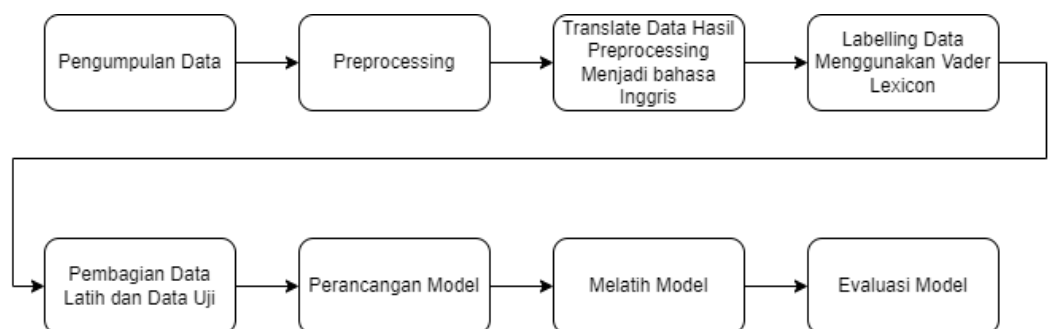 Pengumpulan Data
Preprocessing
Translate Data Hasil
Preprocessing
Menjadi bahasa
Inggris
Labelling Data
Menggunakan Vader
Lexicon
Pembagian Data
Latih dan Data Uji
Perancangan Model
Melatih Model
Evaluasi Model